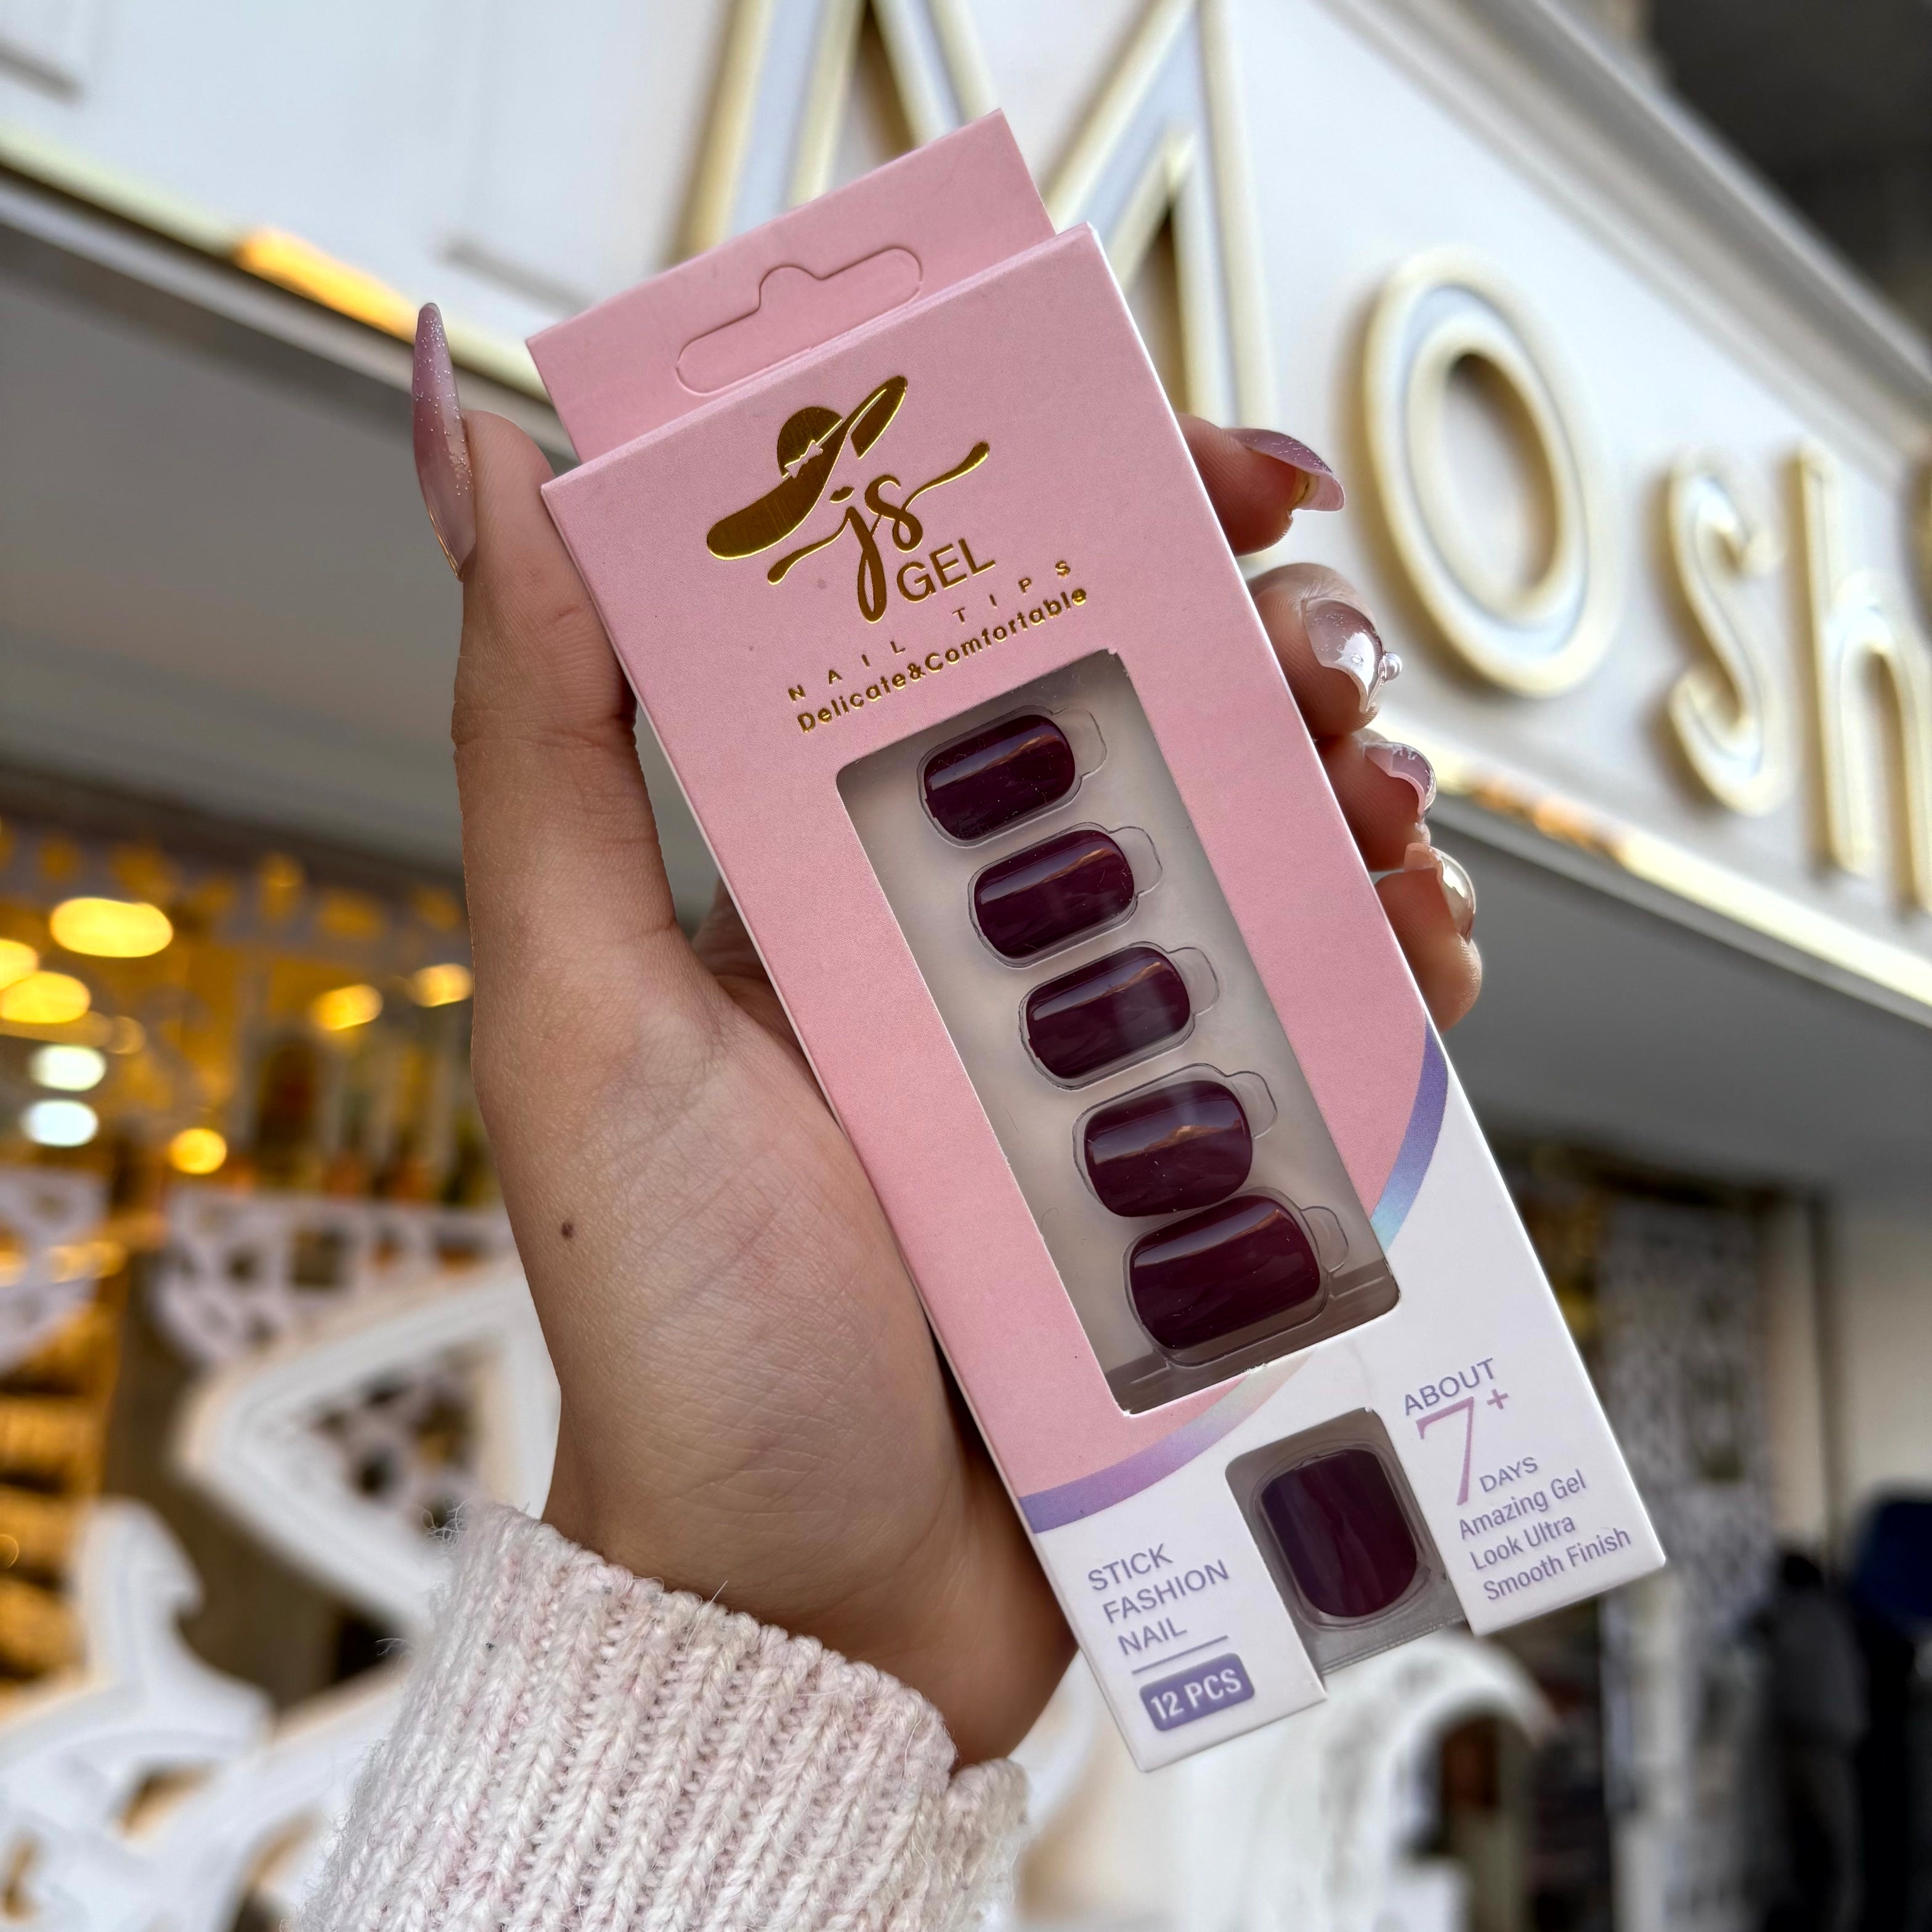 Mosh
js
GEL
NAIL TIPS
Delicate&Comfortable
ABOUT
7+
DAYS
Amazing Gel
Look Ultra
Smooth Finish
STICK
FASHION
NAIL
12 PCS